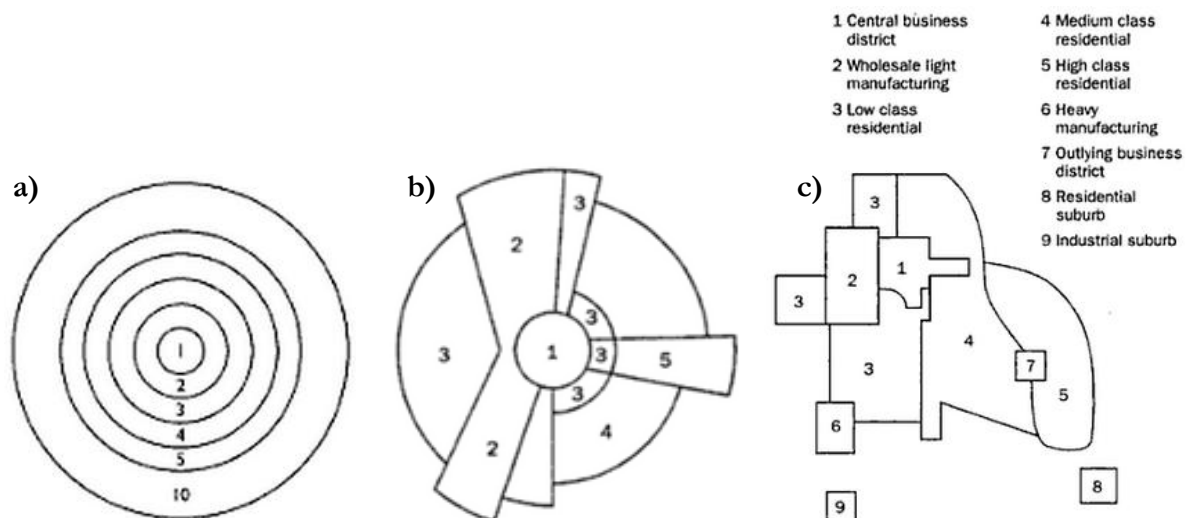 1 Central business
district
2 Wholesale light
manufacturing
3 Low class
residential
4 Medium class
residential
5 High class
residential
6 Heavy
manufacturing
7 Outlying business
district
8 Residential
suburb
9 Industrial suburb
a)
1
2
3
4
5
10
b)
3
2
3
1
3
5
3
3
4
2
c)
3
1
2
3
4
3
7
5
6
8
9